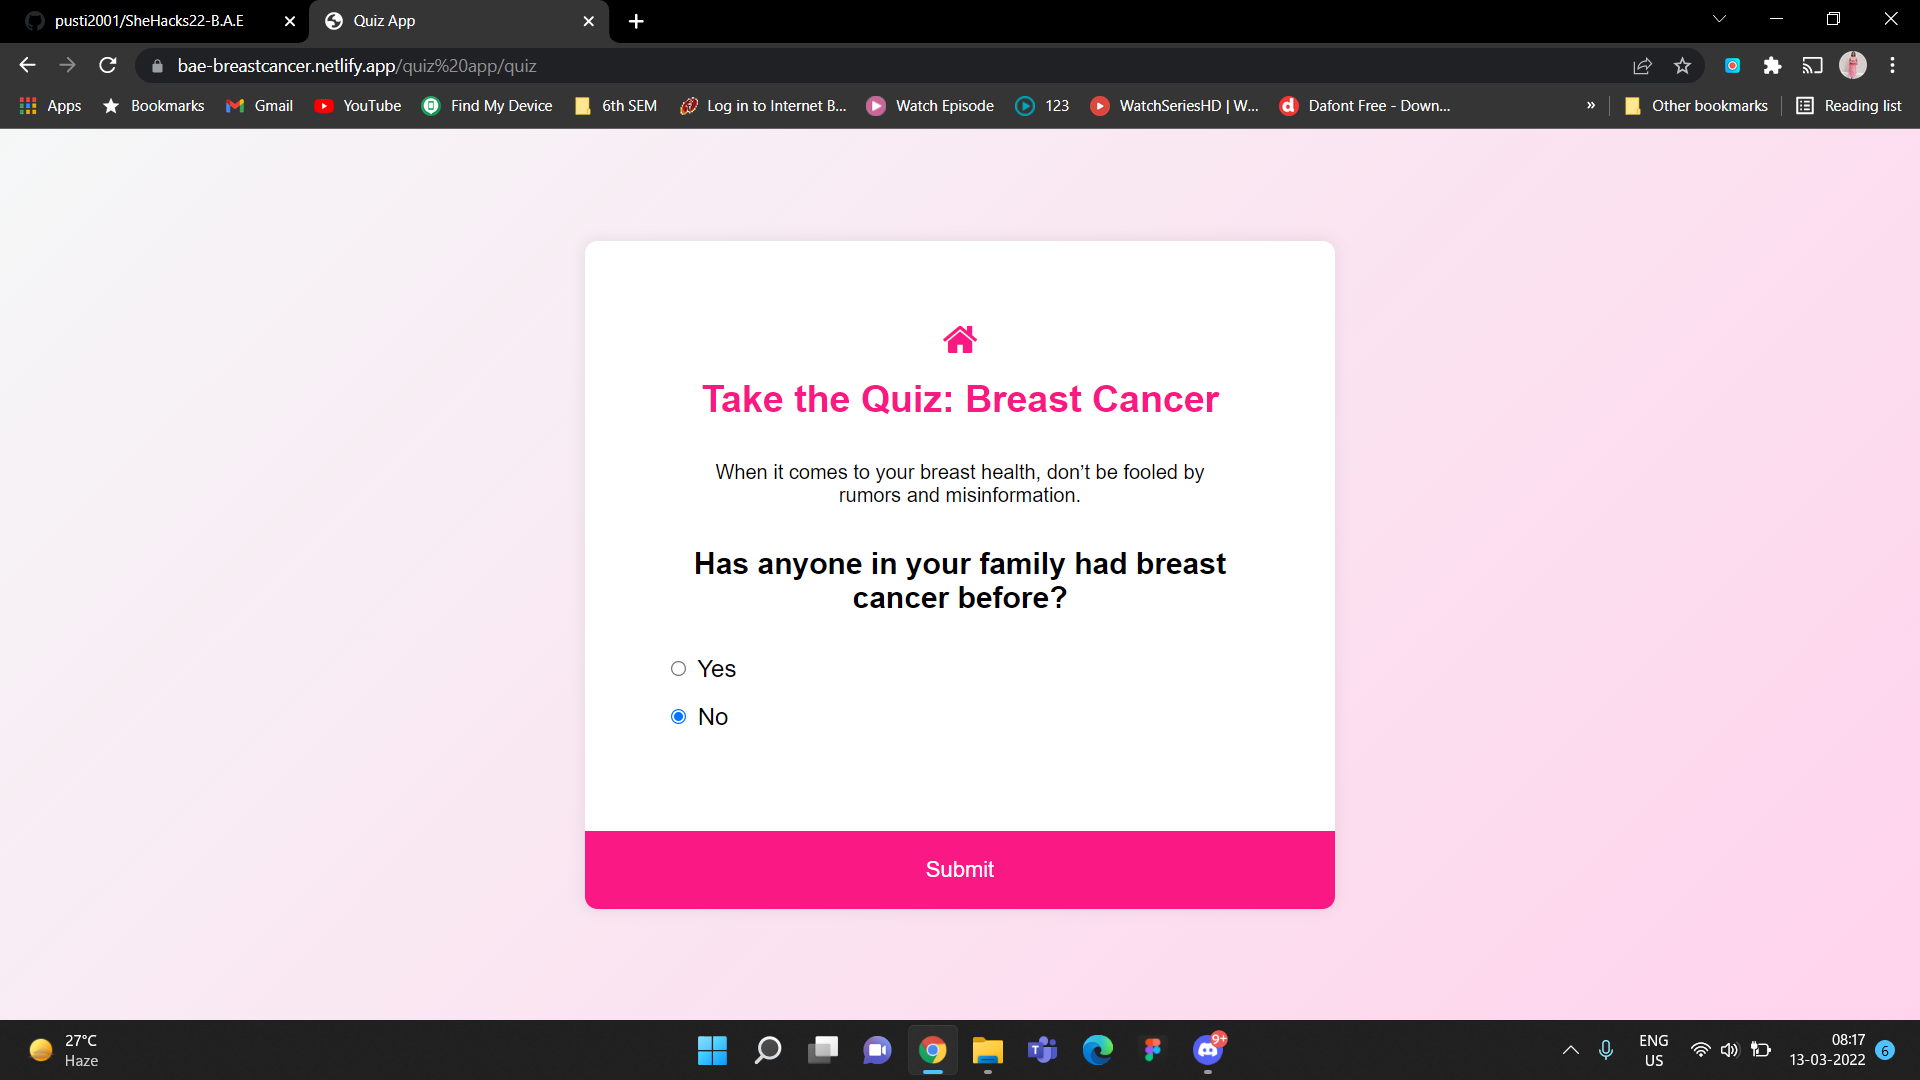 pusti2001/SheHacks22-B.A.E
Quiz App
bae-breastcancer.netlify.app/quiz%20app/quiz
Apps
Bookmarks
Gmail
YouTube
Find My Device
6th SEM
Log in to Internet B...
Watch Episode
123
WatchSeriesHD | W...
Dafont Free - Down...
»
Other bookmarks
Reading list
Take the Quiz: Breast Cancer
When it comes to your breast health, don’t be fooled by
rumors and misinformation.
Has anyone in your family had breast
cancer before?
Yes
No
Submit
27°C
Haze
9+
ENG
US
08:17
13-03-2022
6